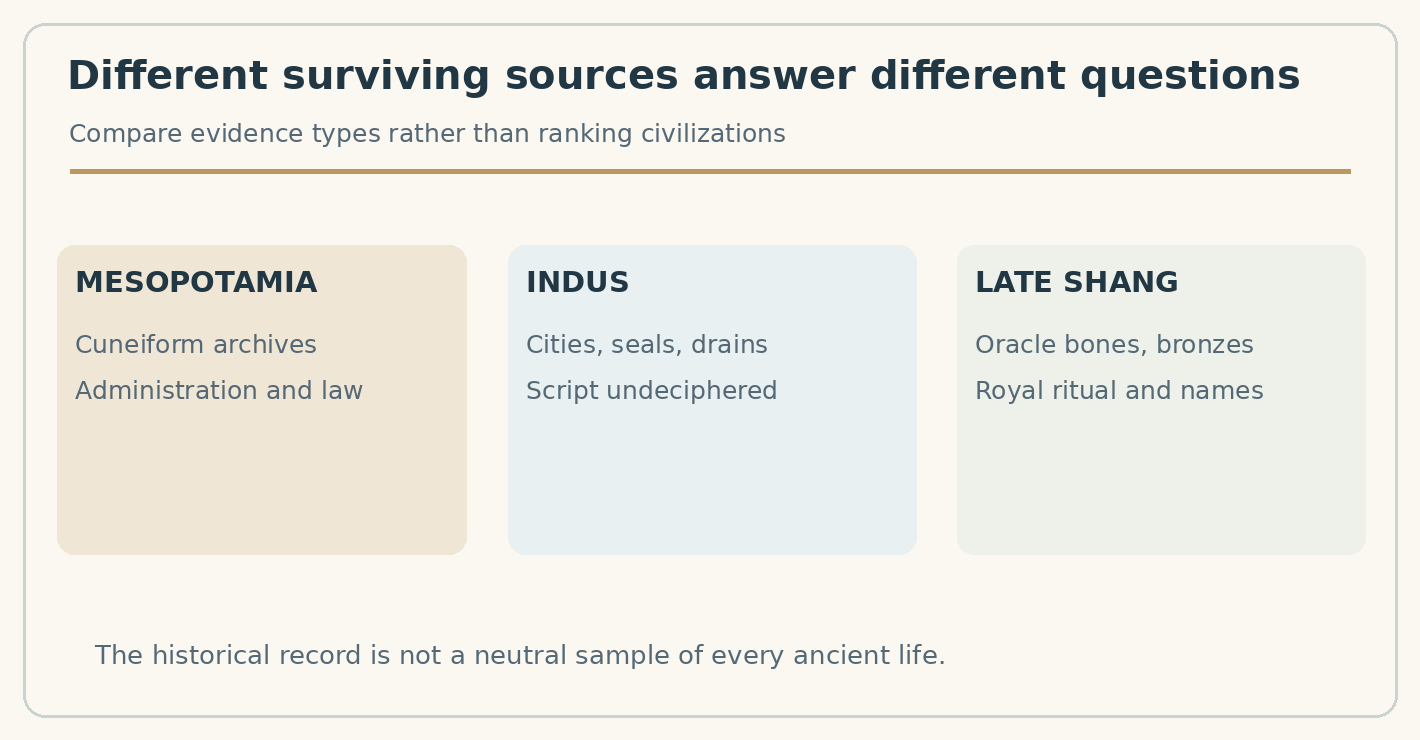 Different surviving sources answer different questions
Compare evidence types rather than ranking civilizations
MESOPOTAMIA
Cuneiform archives
Administration and law
INDUS
Cities, seals, drains
Script undeciphered
LATE SHANG
Oracle bones, bronzes
Royal ritual and names
The historical record is not a neutral sample of every ancient life.